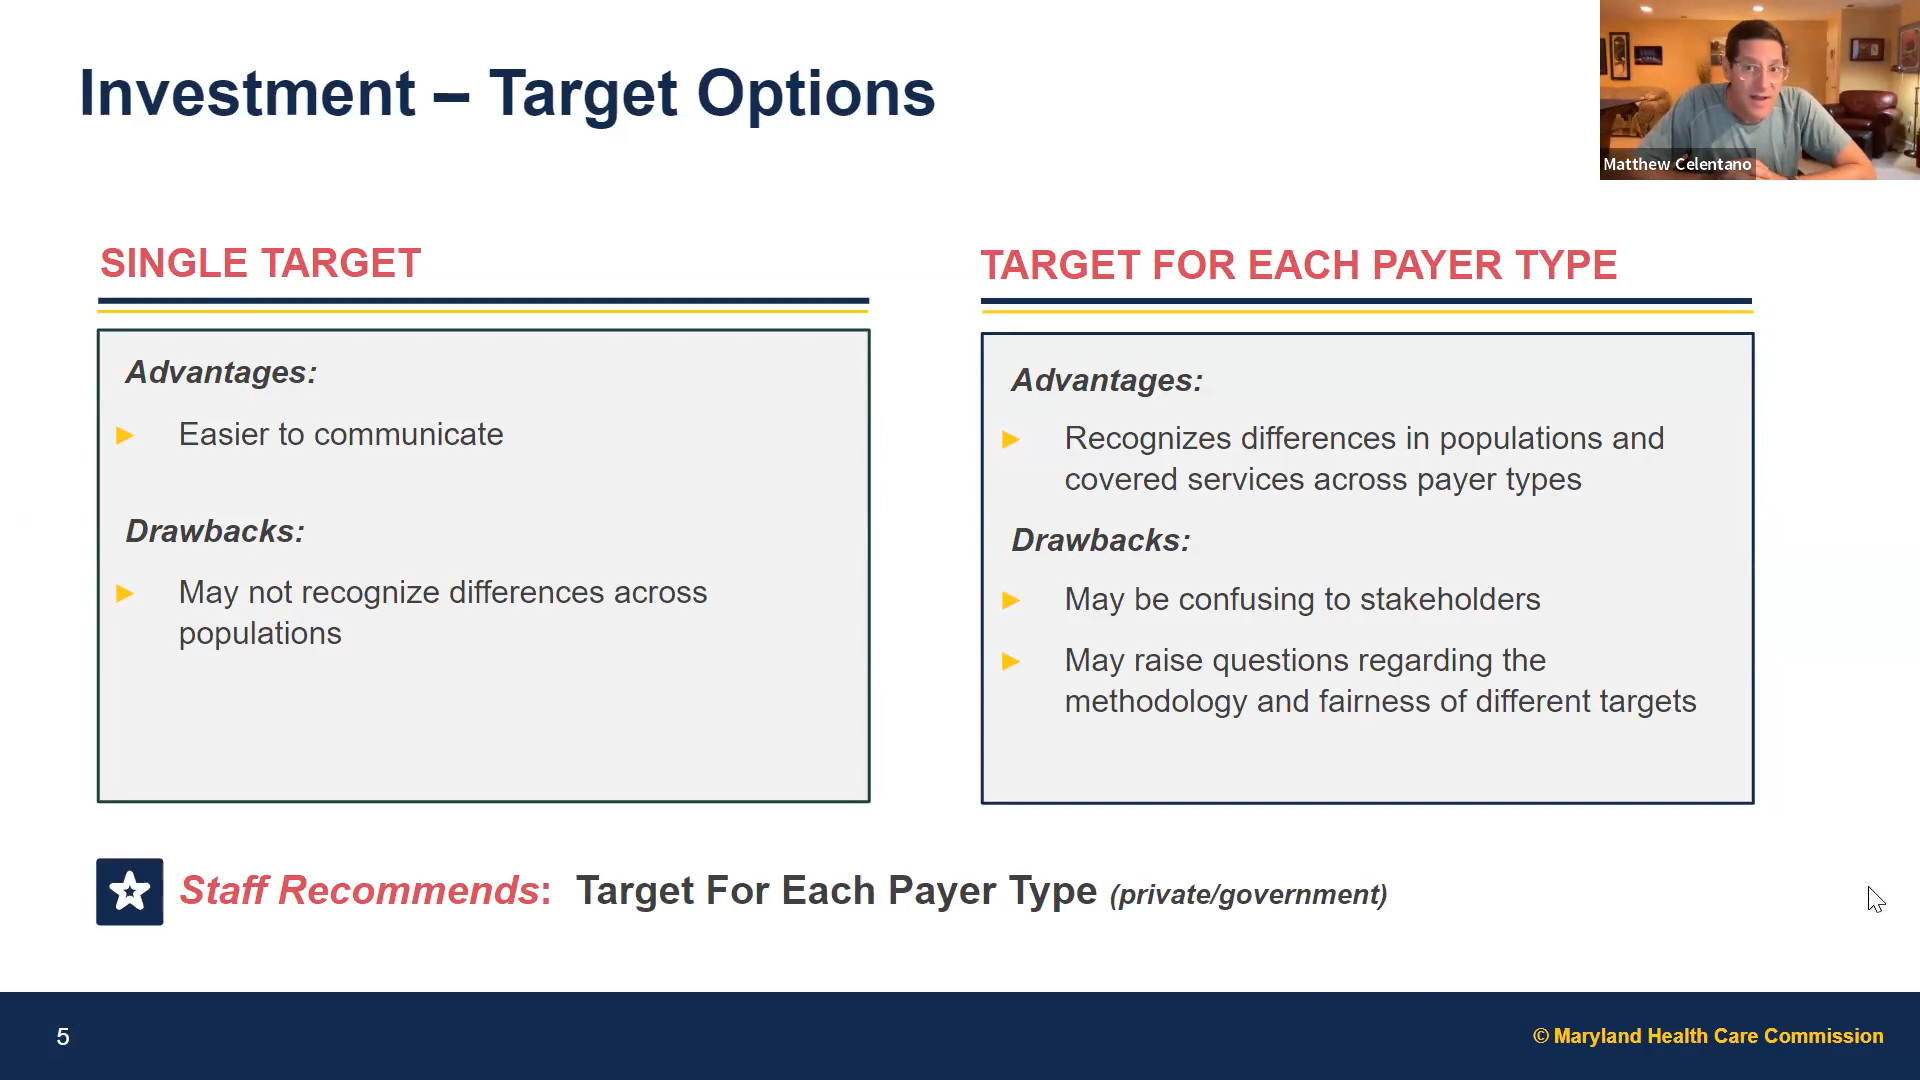 Investment – Target Options
Matthew Celentano
SINGLE TARGET
Advantages:
► Easier to communicate
Drawbacks:
► May not recognize differences across
populations
TARGET FOR EACH PAYER TYPE
Advantages:
► Recognizes differences in populations and
covered services across payer types
Drawbacks:
► May be confusing to stakeholders
► May raise questions regarding the
methodology and fairness of different targets
Staff Recommends: Target For Each Payer Type (private/government)
5
© Maryland Health Care Commission